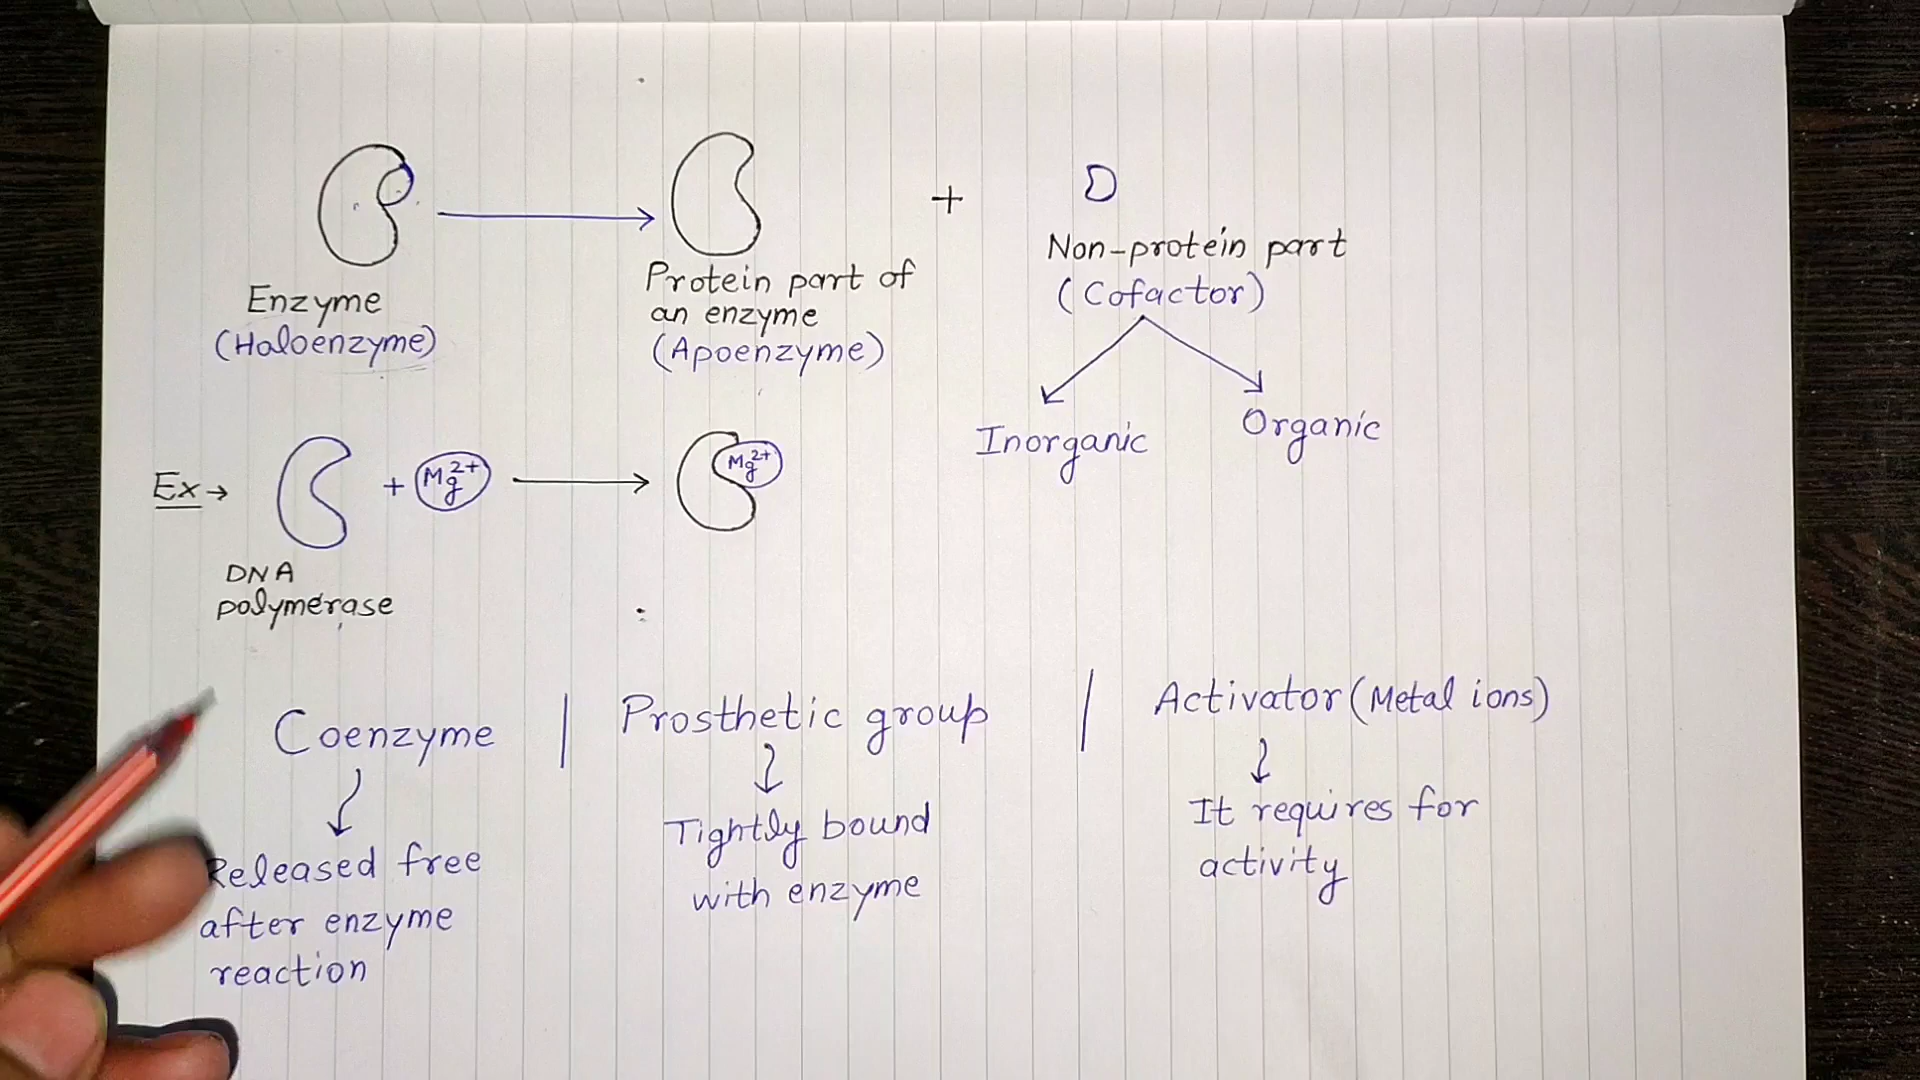 Enzyme
(Haloenzyme)
+
Protein part of
an enzyme
(Apoenzyme)
Non-protein part
(Cofactor)
Inorganic
Organic
Ex→
+ Mg2+
Mg2+
DNA
polymerase
Coenzyme
Released free
after enzyme
reaction
Prosthetic group
Tightly bound
with enzyme
Activator (Metal ions)
It requires for
activity